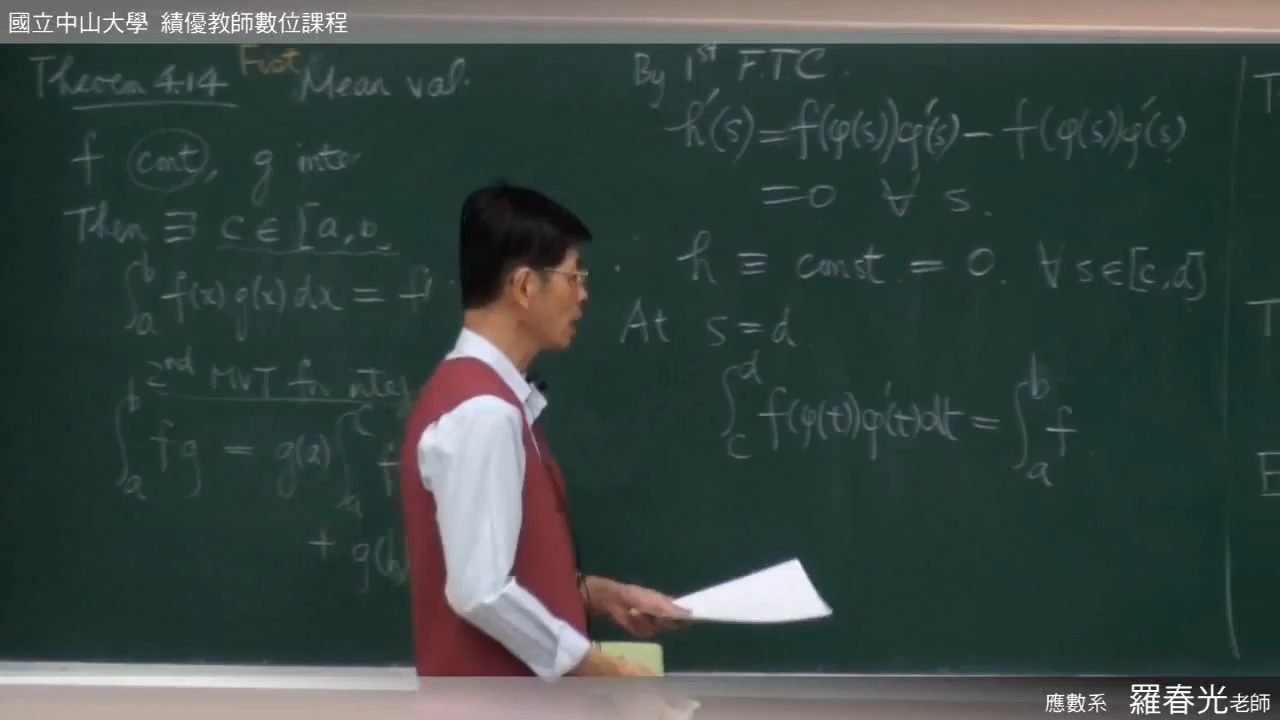 國立中山大學 績優教師數位課程
Theorem 4.14 First Mean val.
f cont, g inte
Then ∃ c ∈ [a, b
∫_a^b f(x)g(x)dx = f(
2nd MVT for integ
∫_a^b fg = g(a)∫_a^c f
+ g(b)
By 1st F.T.C.
h'(s) = f(φ(s))φ'(s) − f(φ(s))φ'(s)
= 0 ∀ s.
h ≡ const. = 0. ∀ s∈[c,d]
At s = d
∫_c^d f(φ(t))φ'(t)dt = ∫_a^b f.
應數系 羅春光老師